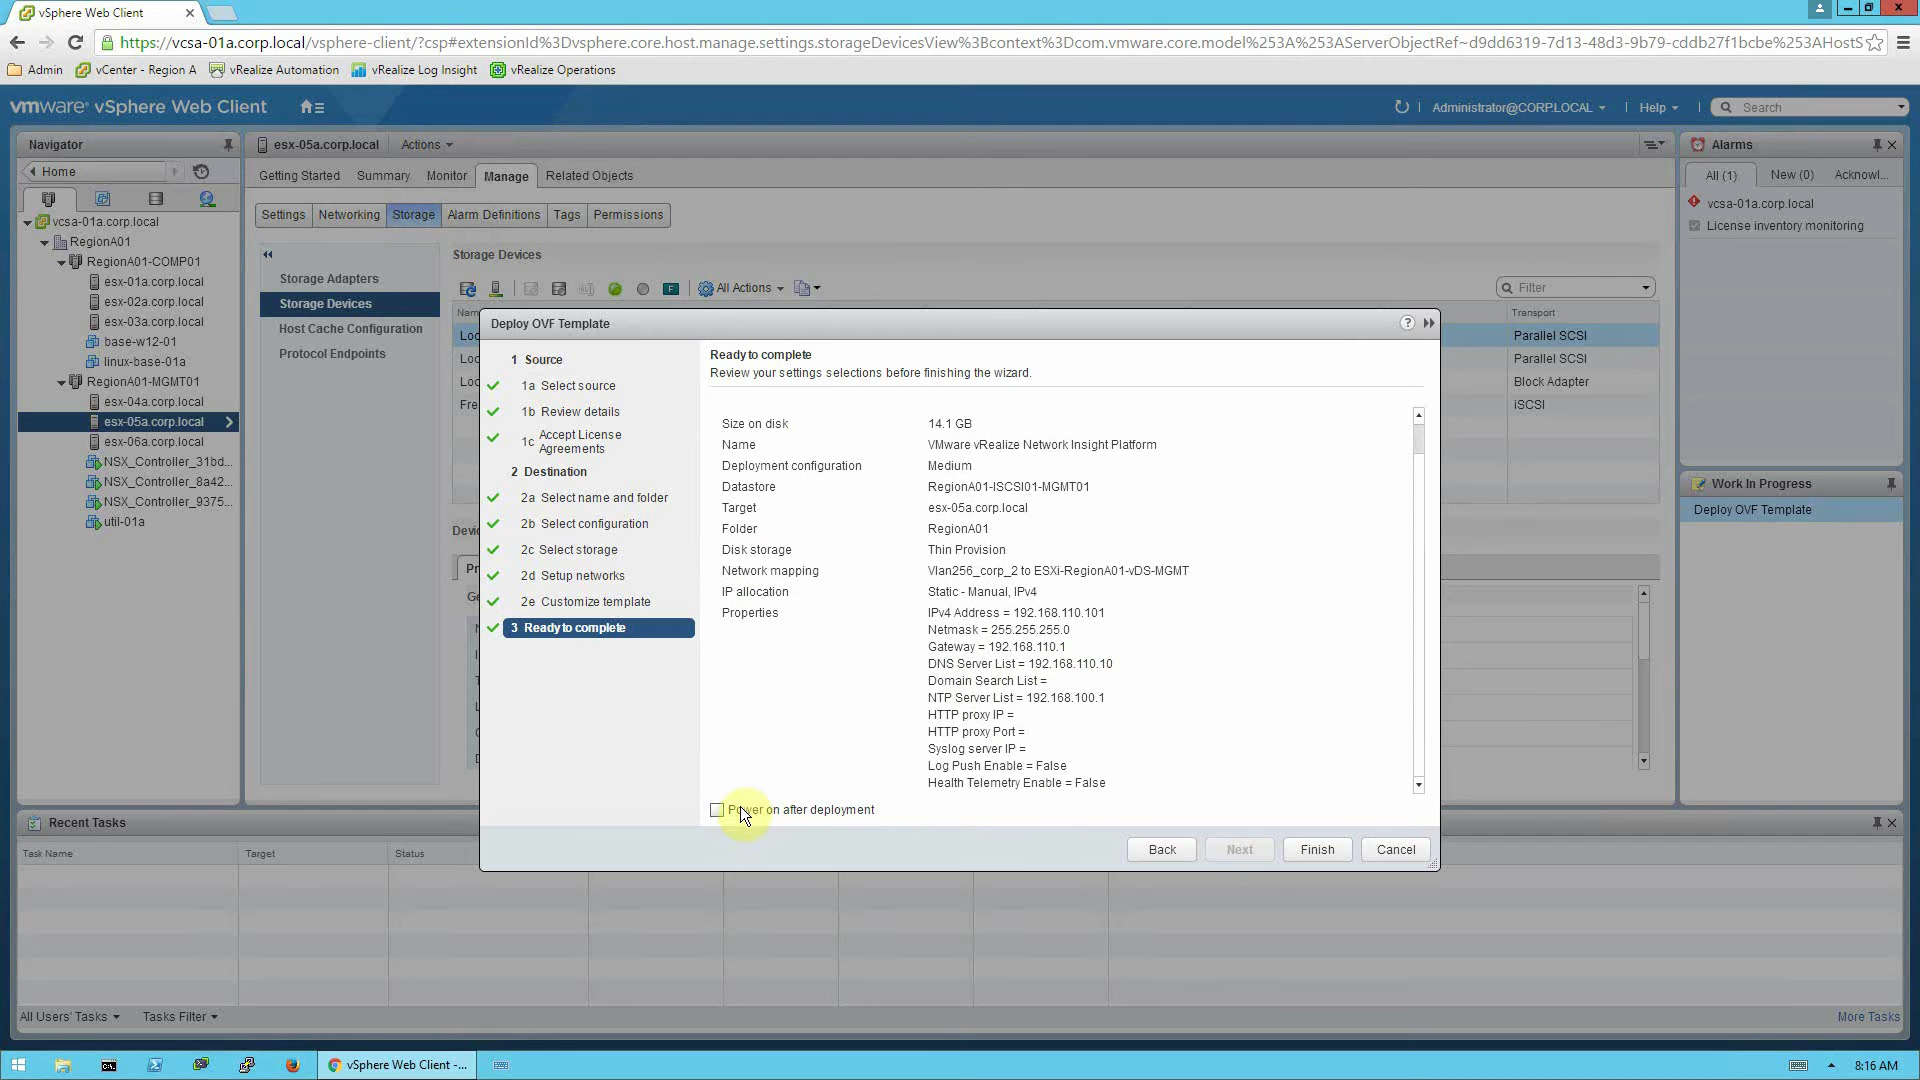 vSphere Web Client
https://vcsa-01a.corp.local/vsphere-client/?csp#extensionId%3Dvsphere.core.host.manage.settings.storageDevicesView%3Bcontext%3Dcom.vmware.core.model%253A%253AServerObjectRef~d9dd6319-7d13-48d3-9b79-cddb27f1bcbe%253AHostS
Admin
vCenter - Region A
vRealize Automation
vRealize Log Insight
vRealize Operations
vmware vSphere Web Client
Administrator@CORP.LOCAL
Help
Search
Navigator
Home
vcsa-01a.corp.local
RegionA01
RegionA01-COMP01
esx-01a.corp.local
esx-02a.corp.local
esx-03a.corp.local
base-w12-01
linux-base-01a
RegionA01-MGMT01
esx-04a.corp.local
esx-05a.corp.local
esx-06a.corp.local
NSX_Controller_31bd...
NSX_Controller_8a42...
NSX_Controller_9375...
util-01a
esx-05a.corp.local
Actions
Getting Started
Summary
Monitor
Manage
Related Objects
Settings
Networking
Storage
Alarm Definitions
Tags
Permissions
Storage Adapters
Storage Devices
Host Cache Configuration
Protocol Endpoints
Storage Devices
All Actions
Filter
Transport
Parallel SCSI
Parallel SCSI
Block Adapter
iSCSI
Deploy OVF Template
1 Source
1a Select source
1b Review details
1c Accept License
Agreements
2 Destination
2a Select name and folder
2b Select configuration
2c Select storage
2d Setup networks
2e Customize template
3 Ready to complete
Ready to complete
Review your settings selections before finishing the wizard.
Size on disk 14.1 GB
Name VMware vRealize Network Insight Platform
Deployment configuration Medium
Datastore RegionA01-ISCSI01-MGMT01
Target esx-05a.corp.local
Folder RegionA01
Disk storage Thin Provision
Network mapping Vlan256_corp_2 to ESXi-RegionA01-vDS-MGMT
IP allocation Static - Manual, IPv4
Properties IPv4 Address = 192.168.110.101
Netmask = 255.255.255.0
Gateway = 192.168.110.1
DNS Server List = 192.168.110.10
Domain Search List =
NTP Server List = 192.168.100.1
HTTP proxy IP =
HTTP proxy Port =
Syslog server IP =
Log Push Enable = False
Health Telemetry Enable = False
Power on after deployment
Back
Next
Finish
Cancel
Alarms
All (1)
New (0)
Acknowl...
vcsa-01a.corp.local
License inventory monitoring
Work In Progress
Deploy OVF Template
Recent Tasks
Task Name
Target
Status
All Users' Tasks
Tasks Filter
More Tasks
vSphere Web Client -...
8:16 AM